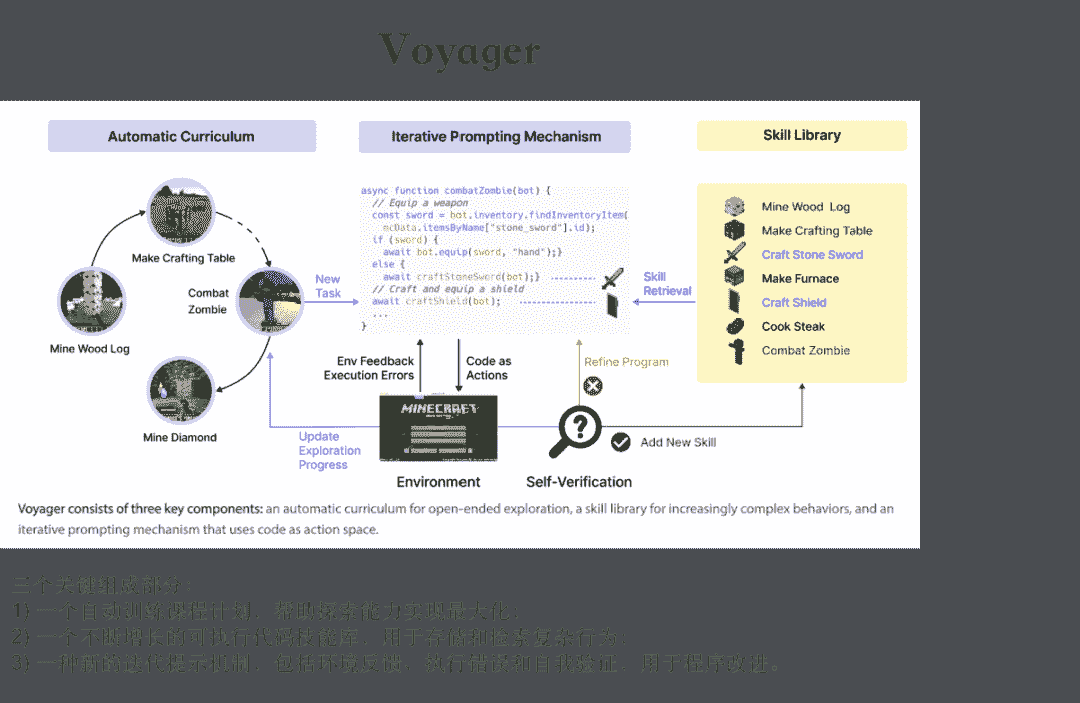 Voyager
Automatic Curriculum
Iterative Prompting Mechanism
Skill Library
Make Crafting Table
Combat
Zombie
Mine Wood Log
Mine Diamond
New
Task
async function combatZombie(bot) {
// Equip a weapon
const sword = bot.inventory.findInventoryItem(
mcData.itemsByName["stone_sword"].id);
if (sword) {
await bot.equip(sword, "hand");}
else {
await craftStoneSword(bot);}
// Craft and equip a shield
await craftShield(bot);
...
}
Skill
Retrieval
Mine Wood Log
Make Crafting Table
Craft Stone Sword
Make Furnace
Craft Shield
Cook Steak
Combat Zombie
Env Feedback
Execution Errors
Code as
Actions
Refine Program
Update
Exploration
Progress
MINECRAFT
Environment
Self-Verification
Add New Skill
Voyager consists of three key components: an automatic curriculum for open-ended exploration, a skill library for increasingly complex behaviors, and an
iterative prompting mechanism that uses code as action space.
三个关键组成部分：
1) 一个自动训练课程计划，帮助探索能力实现最大化；
2) 一个不断增长的可执行代码技能库，用于存储和检索复杂行为；
3) 一种新的迭代提示机制，包括环境反馈、执行错误和自我验证，用于程序改进。